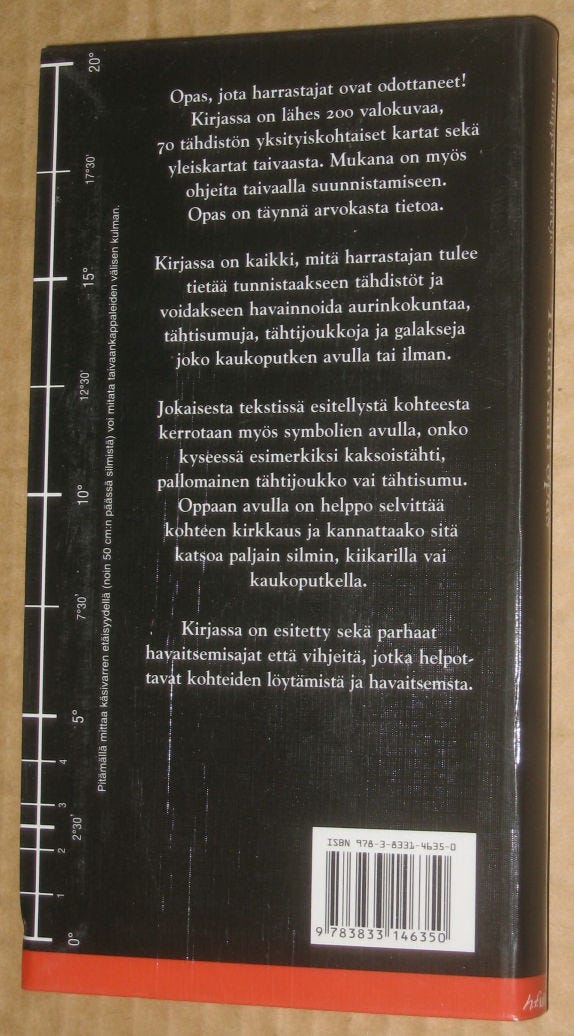 Opas, jota harrastajat ovat odottaneet!
Kirjassa on lähes 200 valokuvaa,
70 tähdistön yksityiskohtaiset kartat sekä
yleiskartat taivaasta. Mukana on myös
ohjeita taivaalla suunnistamiseen.
Opas on täynnä arvokasta tietoa.
Kirjassa on kaikki, mitä harrastajan tulee
tietää tunnistaakseen tähdistöt ja
voidakseen havainnoida aurinkokuntaa,
tähtisumuja, tähtijoukkoja ja galakseja
joko kaukoputken avulla tai ilman.
Jokaisesta tekstissä esitellystä kohteesta
kerrotaan myös symbolien avulla, onko
kyseessä esimerkiksi kaksoistähti,
pallomainen tähtijoukko vai tähtisumu.
Oppaan avulla on helppo selvittää
kohteen kirkkaus ja kannattaako sitä
katsoa paljain silmin, kiikarilla vai
kaukoputkella.
Kirjassa on esitetty sekä parhaat
havaitsemisajat että vihjeitä, jotka helpot-
tavat kohteiden löytämistä ja havaitsemsta.
Pitämällä mittaa käsivarren etäisyydellä (noin 50 cm:n päässä silmistä) voi mitata taivaankappaleiden välisen kulman.
20°
17°30'
15°
12°30'
10°
7°30'
5°
4
3
2°30'
2
1
0°
ISBN 978-3-8331-4635-0
9 783833 146350